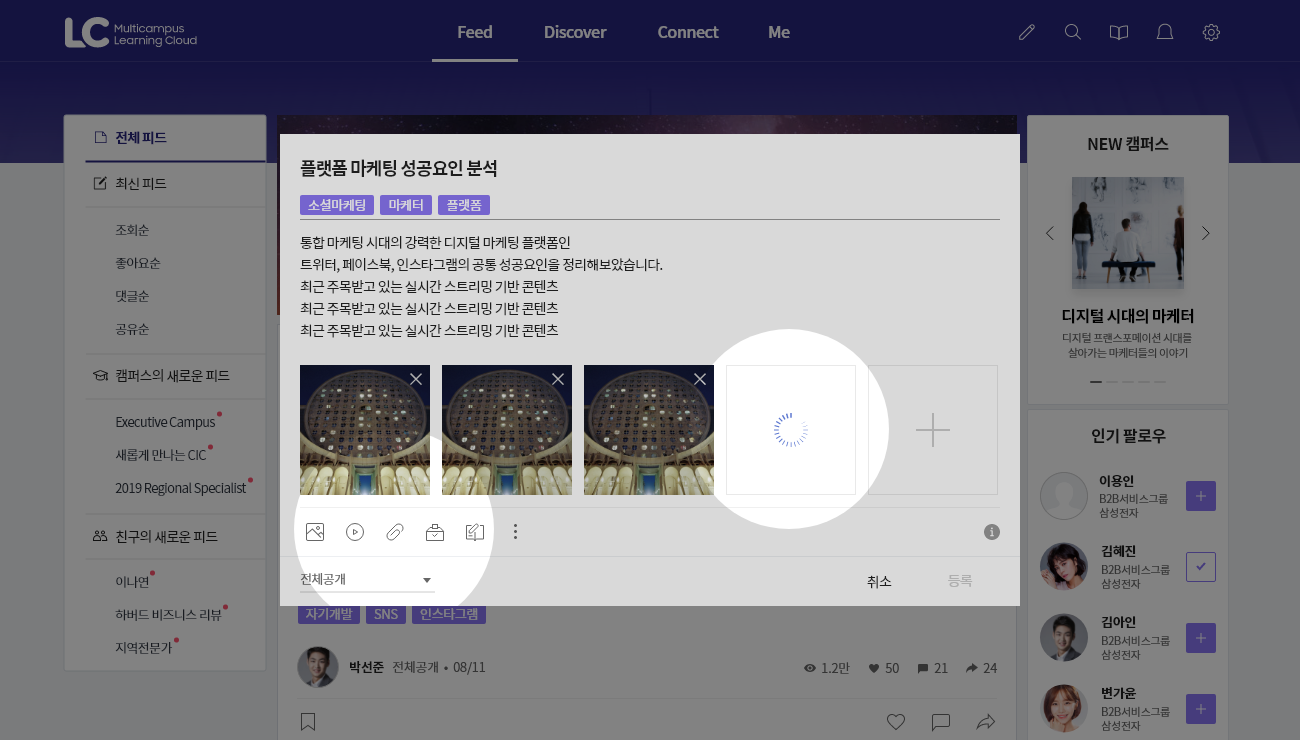 LC Multicampus
Learning Cloud
Feed
Discover
Connect
Me
전체 피드
최신 피드
조회순
좋아요순
댓글순
공유순
캠퍼스의 새로운 피드
Executive Campus
새롭게 만나는 CIC
2019 Regional Specialist
친구의 새로운 피드
이나연
하버드 비즈니스 리뷰
지역전문가
플랫폼 마케팅 성공요인 분석
소셜마케팅
마케터
플랫폼
통합 마케팅 시대의 강력한 디지털 마케팅 플랫폼인
트위터, 페이스북, 인스타그램의 공통 성공요인을 정리해보았습니다.
최근 주목받고 있는 실시간 스트리밍 기반 콘텐츠
최근 주목받고 있는 실시간 스트리밍 기반 콘텐츠
최근 주목받고 있는 실시간 스트리밍 기반 콘텐츠
전체공개
취소
등록
자기개발
SNS
인스타그램
박선준 전체공개 • 08/11
1.2만
50
21
24
NEW 캠퍼스
디지털 시대의 마케터
디지털 프랜스포메이션 시대를
살아가는 마케터들의 이야기
인기 팔로우
이용인
B2B서비스그룹
삼성전자
김혜진
B2B서비스그룹
삼성전자
김아인
B2B서비스그룹
삼성전자
변가윤
B2B서비스그룹
삼성전자